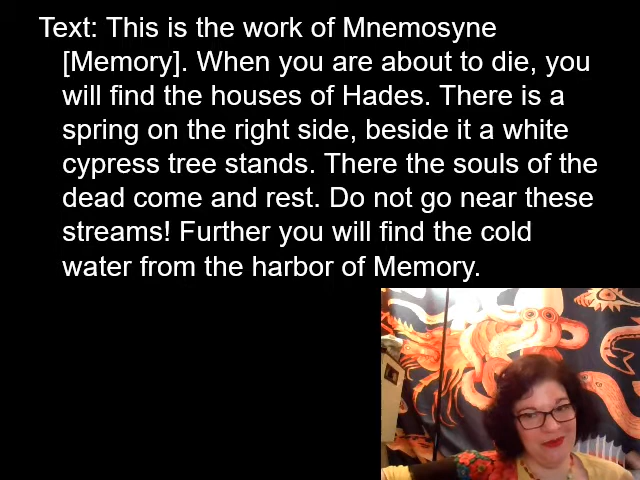 Text: This is the work of Mnemosyne
[Memory]. When you are about to die, you
will find the houses of Hades. There is a
spring on the right side, beside it a white
cypress tree stands. There the souls of the
dead come and rest. Do not go near these
streams! Further you will find the cold
water from the harbor of Memory.